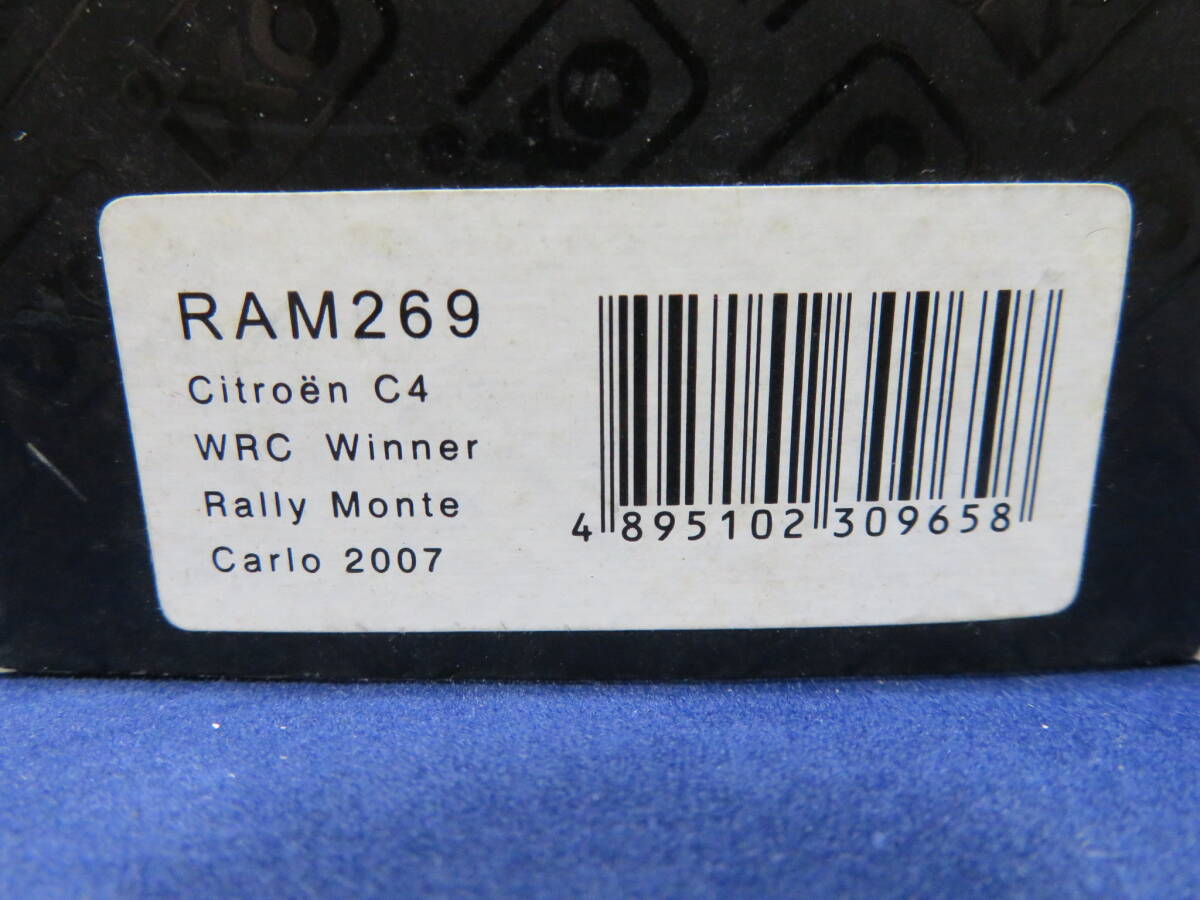 RAM269
Citroën C4
WRC Winner
Rally Monte
Carlo 2007
4 895102 309658